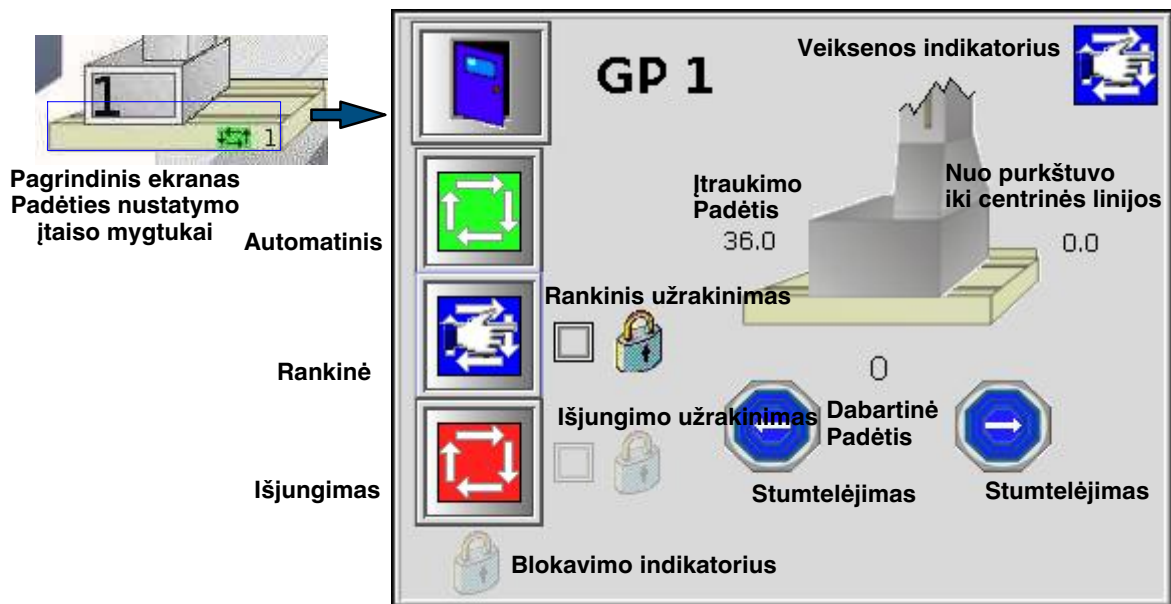 1
1
Pagrindinis ekranas
Padėties nustatymo
įtaiso mygtukai
GP 1
Veiksenos indikatorius
Įtraukimo
Padėtis
36.0
Nuo purkštuvo
iki centrinės linijos
0.0
Automatinis
Rankinis užrakinimas
Rankinė
0
Išjungimo užrakinimas
Dabartinė
Padėtis
Išjungimas
Stumtelėjimas
Stumtelėjimas
Blokavimo indikatorius